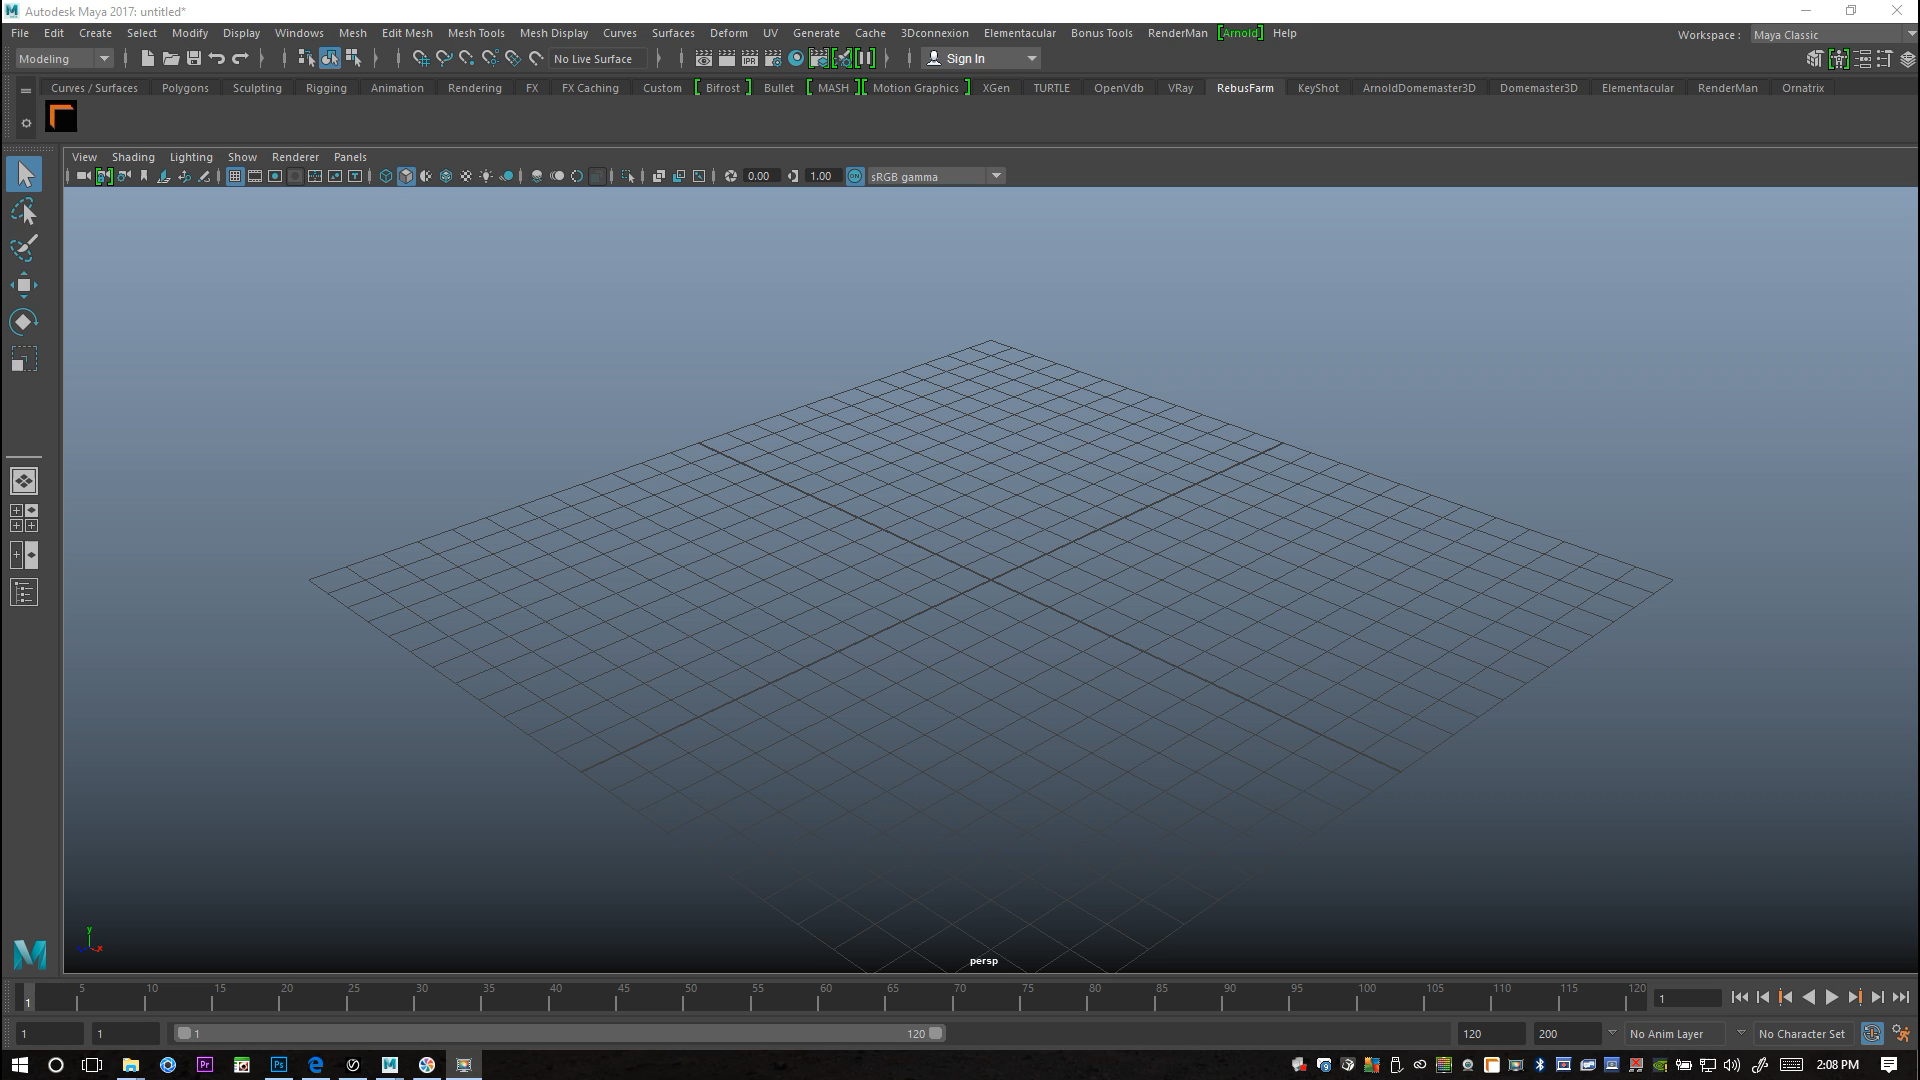 Autodesk Maya 2017: untitled*
File Edit Create Select Modify Display Windows Mesh Edit Mesh Mesh Tools Mesh Display Curves Surfaces Deform UV Generate Cache 3Dconnexion Elementacular Bonus Tools RenderMan [Arnold] Help Workspace : Maya Classic
Modeling No Live Surface IPR Sign In
Curves / Surfaces Polygons Sculpting Rigging Animation Rendering FX FX Caching Custom [Bifrost] Bullet [MASH] [Motion Graphics] XGen TURTLE OpenVdb VRay RebusFarm KeyShot ArnoldDomemaster3D Domemaster3D Elementacular RenderMan Ornatrix
View Shading Lighting Show Renderer Panels
0.00 1.00 ON sRGB gamma
y
x
persp
1 5 10 15 20 25 30 35 40 45 50 55 60 65 70 75 80 85 90 95 100 105 110 115 120 1
1 1 1 120 120 200 No Anim Layer No Character Set
Pr Ps M 2:08 PM